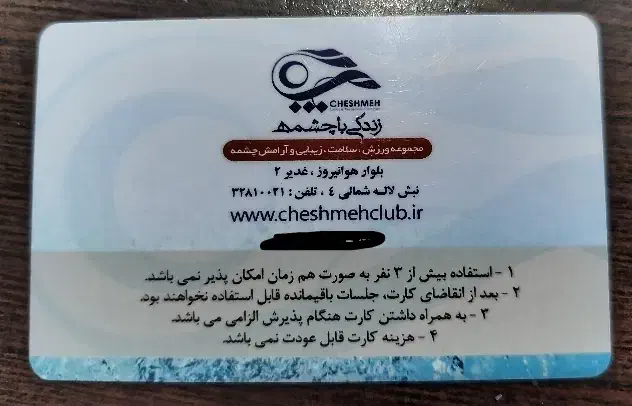 CHESHMEH
زندگی با چشمه
مجموعه ورزش، سلامت، زیبایی و آرامش چشمه
بلوار هوانیروز، غدیر ۲
نبش لاله شمالی ٤، تلفن: ۳۲۸۱۰۰۲۱
www.cheshmehclub.ir
۱- استفاده بیش از ۳ نفر به صورت هم زمان امکان پذیر نمی باشد.
۲- بعد از انقضای کارت، جلسات باقیمانده قابل استفاده نخواهند بود.
۳- به همراه داشتن کارت هنگام پذیرش الزامی می باشد.
۴- هزینه کارت قابل عودت نمی باشد.